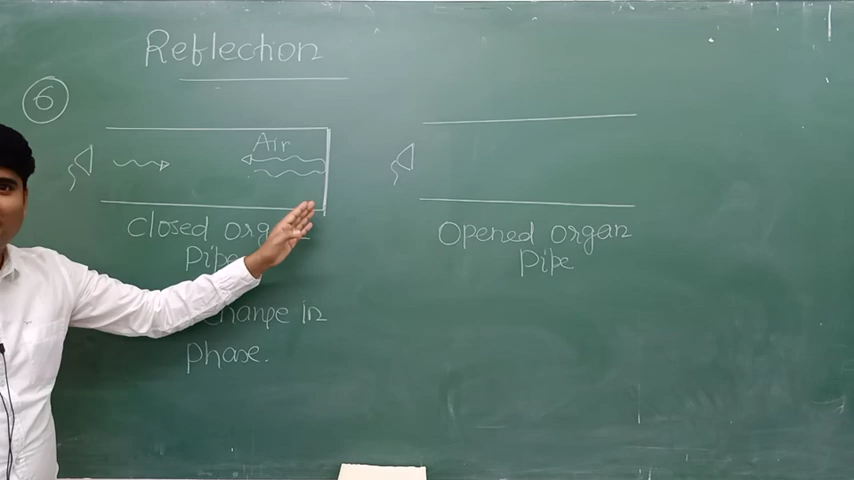 Reflection
6
Air
Closed
Pipe
change in
phase.
Opened organ
Pipe